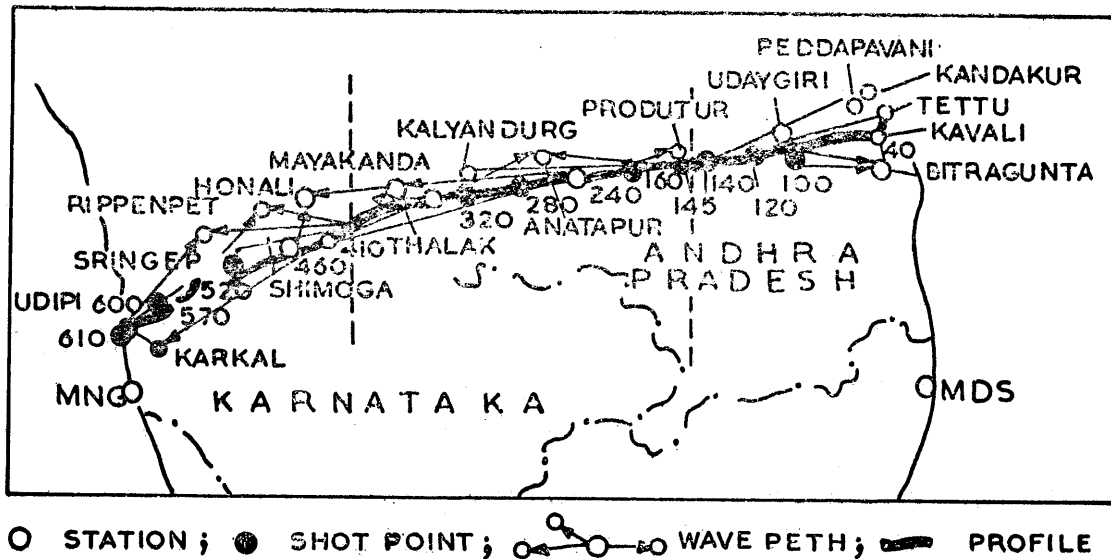 PEDDAPAVANI
KANDAKUR
UDAYGIRI
TETTU
PRODUTUR
KAVALI
KALYANDURG
40
BITRAGUNTA
MAYAKANDA
HONALI
RIPPENPET
240 160 145 140 120 100
320 280
ANATAPUR
THALAK
410
460
SRINGEP
SHIMOGA
ANDHRA
PRADESH
520
UDIPI 600
570
610
KARKAL
MNG
KARNATAKA
MDS
STATION; SHOT POINT; WAVE PETH; PROFILE